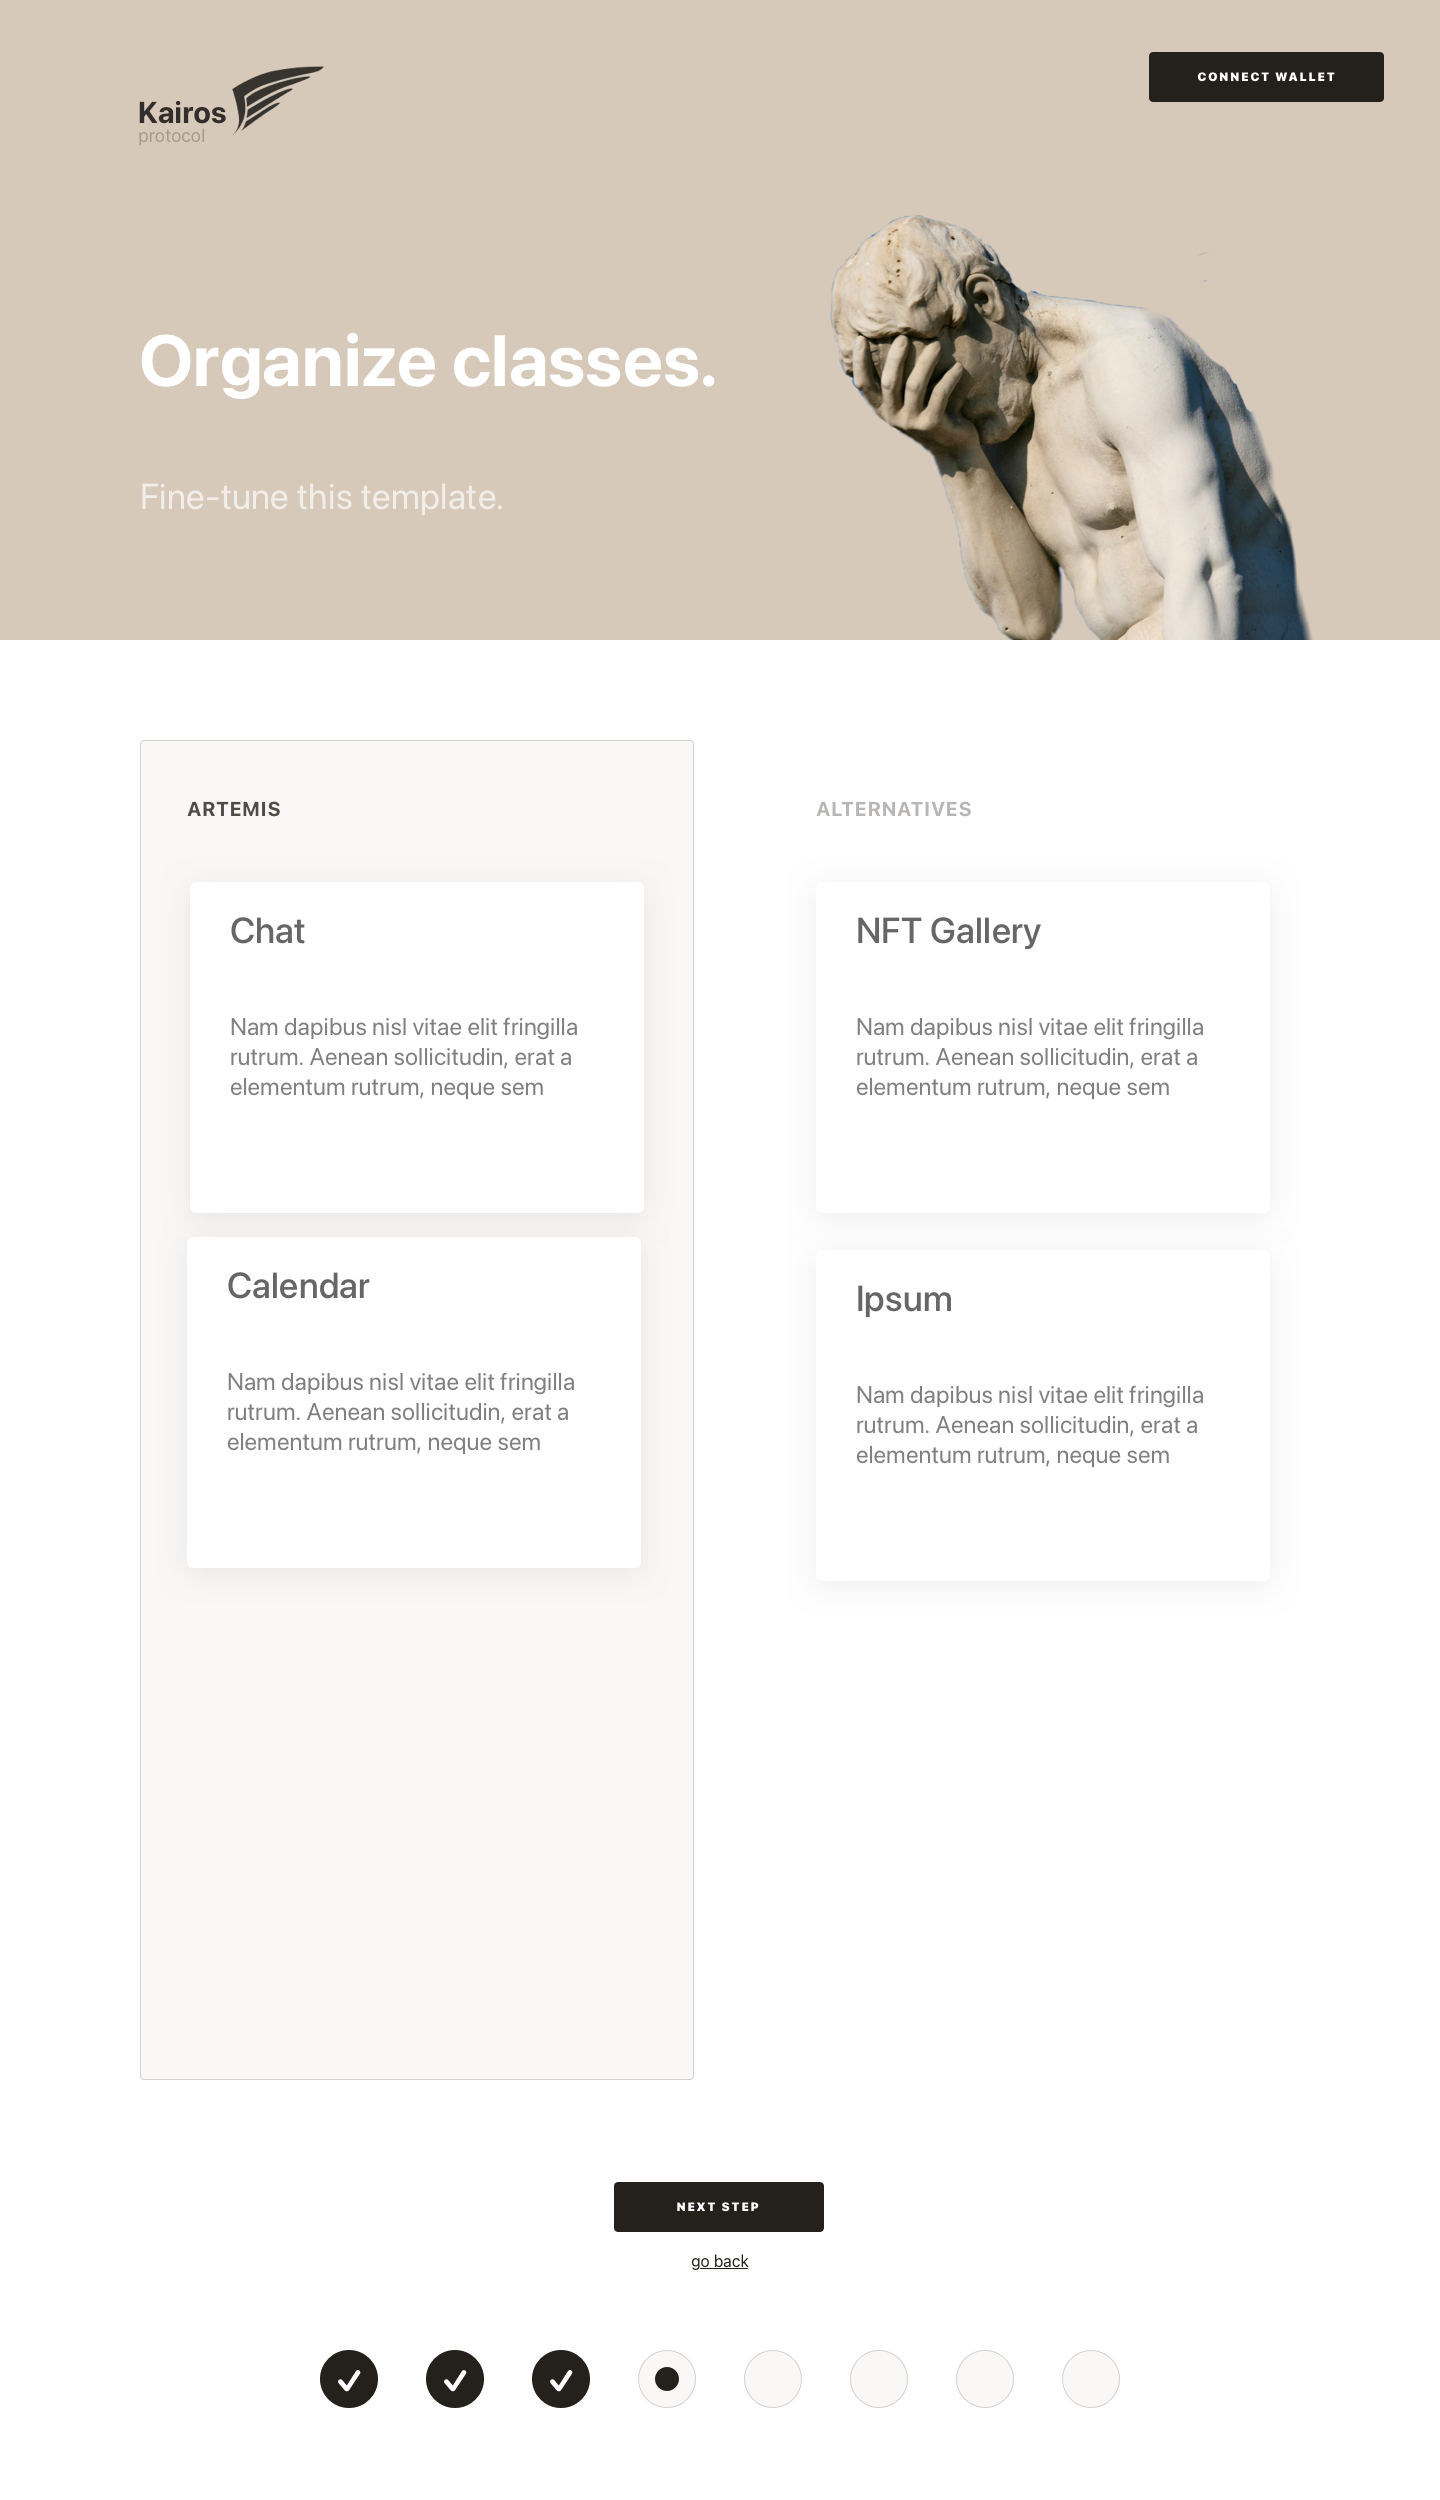 Kairos
protocol
CONNECT WALLET
Organize classes.
Fine-tune this template.
ARTEMIS
Chat
Nam dapibus nisl vitae elit fringilla
rutrum. Aenean sollicitudin, erat a
elementum rutrum, neque sem
Calendar
Nam dapibus nisl vitae elit fringilla
rutrum. Aenean sollicitudin, erat a
elementum rutrum, neque sem
ALTERNATIVES
NFT Gallery
Nam dapibus nisl vitae elit fringilla
rutrum. Aenean sollicitudin, erat a
elementum rutrum, neque sem
Ipsum
Nam dapibus nisl vitae elit fringilla
rutrum. Aenean sollicitudin, erat a
elementum rutrum, neque sem
NEXT STEP
go back